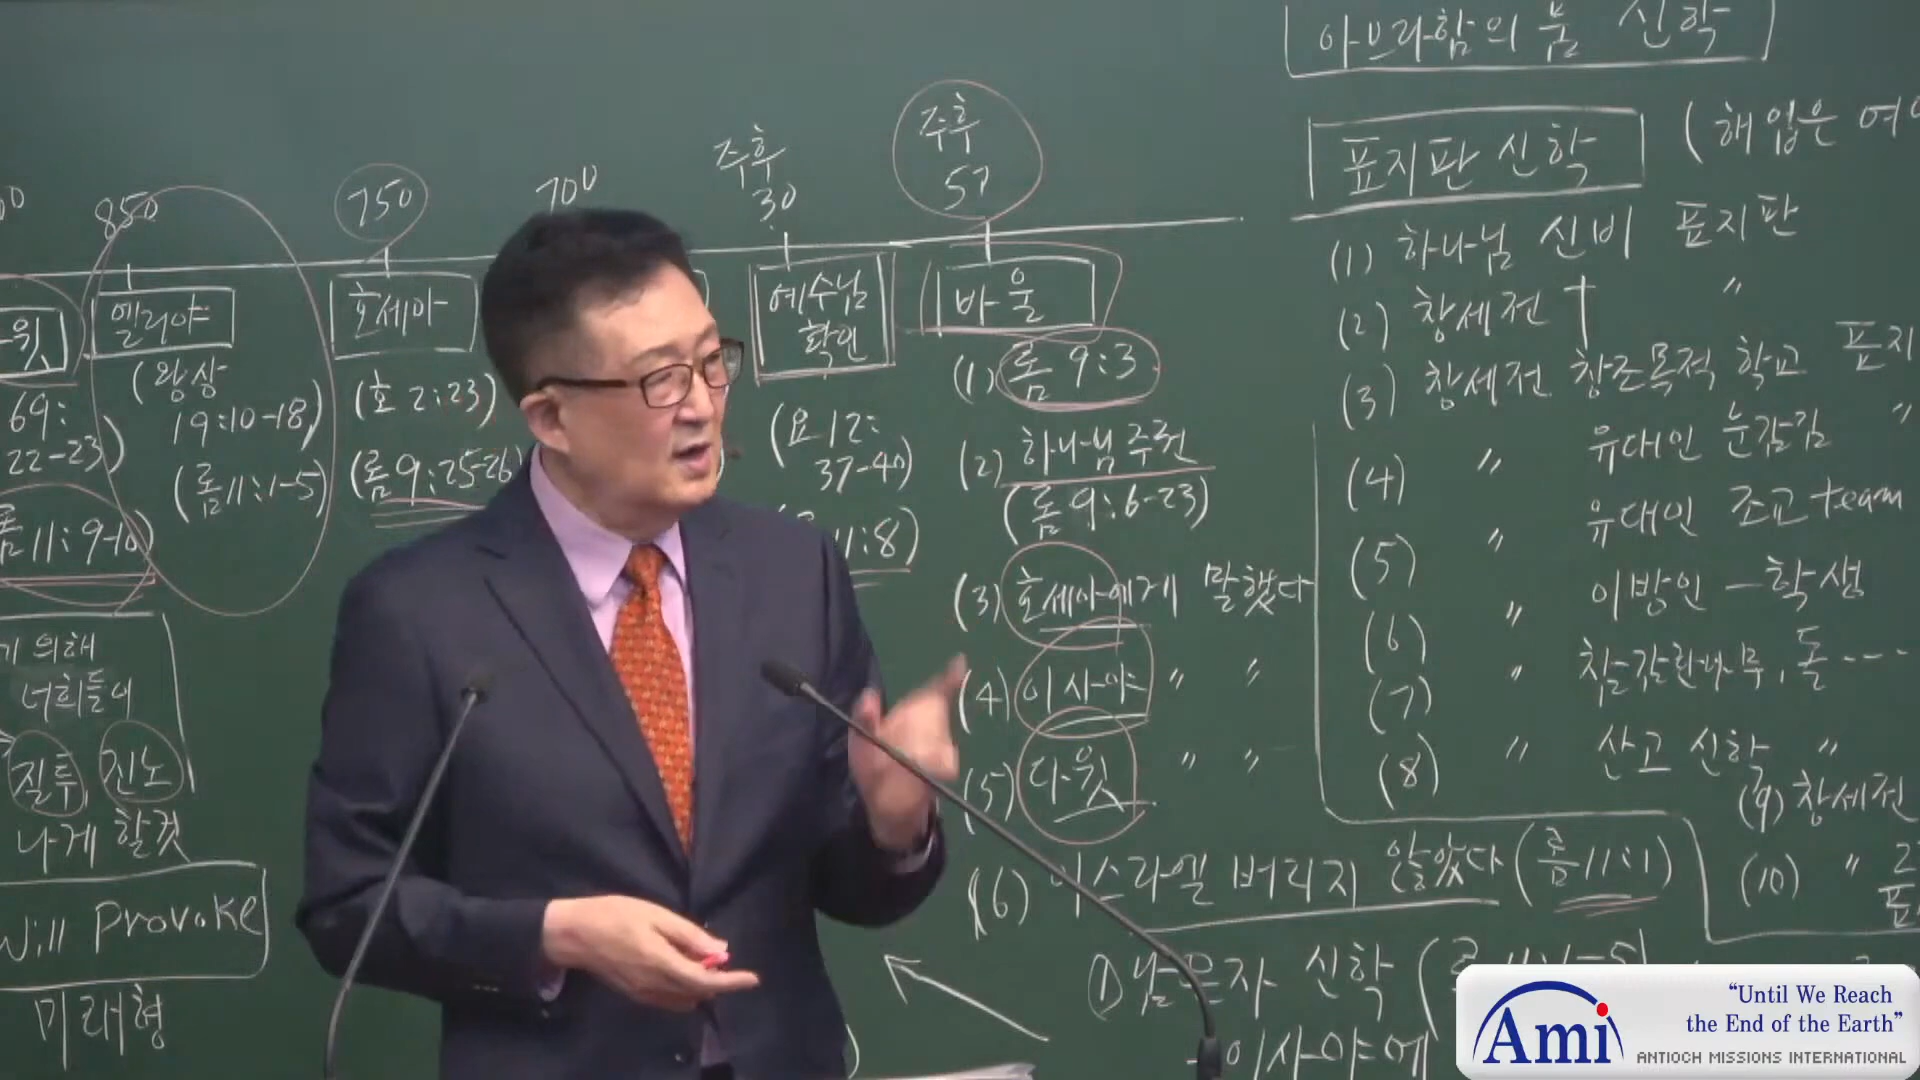 아브라함의 품 신학
표지판 신학
(해 입은 여
(1) 하나님 신비 표지판
(2) 창세전 † "
(3) 창세전 창조목적 학교 표지
(4) " 유대인 눈감김 "
(5) " 유대인 조교 team
(6) " 이방인 - 학생
(7) " 참감람나무, 돌 ----
(8) " 산고 신학 "
(9) 창세전
(10) "
850
750
700
주후
30
주후
57
엘리야
(왕상
19:10-18)
(롬 11:1-5)
호세아
(호 2:23)
(롬 9:25-26)
예수님
확인
(요 12:
37-40)
11:8)
바울
(1) 롬 9:3
(2) 하나님 주권
(롬 9:6-23)
(3) 호세아에게 말했다
(4) 이사야 " "
(5) 다윗 " "
(6) 이스라엘 버리지 않았다 (롬 11:1)
① 남은자 신학
이사야에
윗
69:
22-23)
롬 11:9-10)
의해
너희들이
질투, 진노
나게 할것
Will Provoke
미래형
Ami
"Until We Reach
the End of the Earth"
ANTIOCH MISSIONS INTERNATIONAL